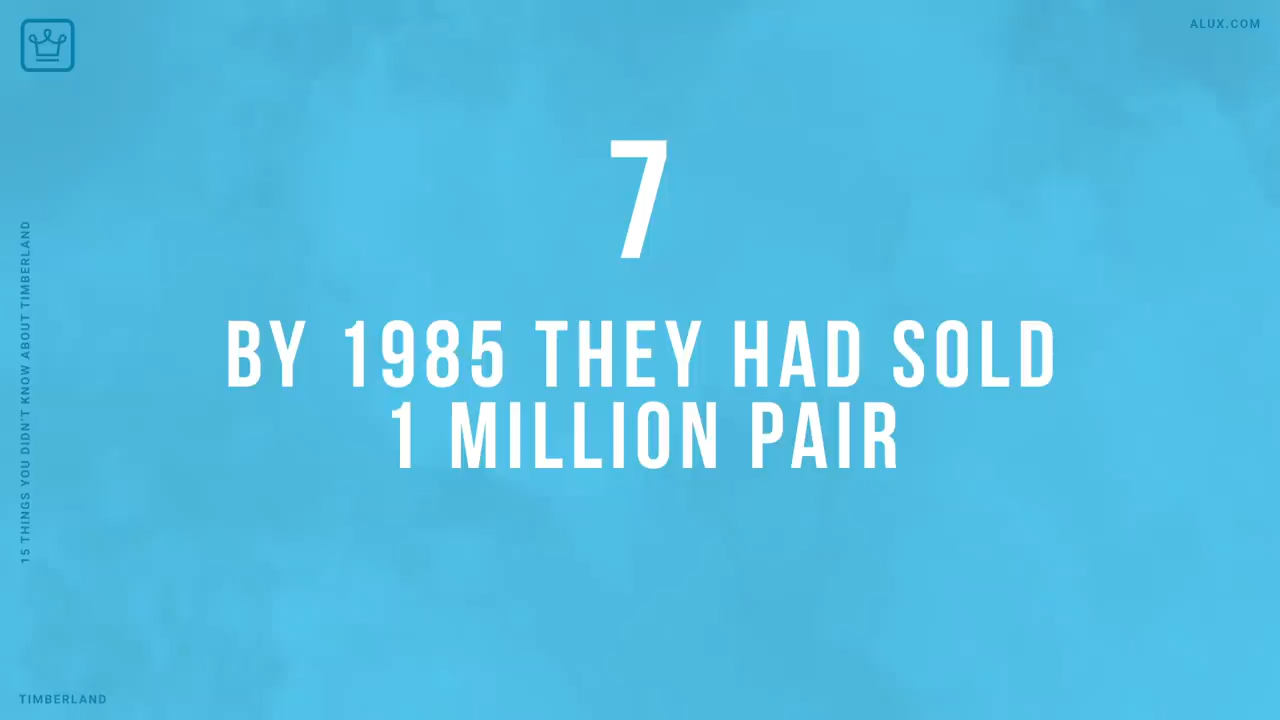 ALUX.COM
7
BY 1985 THEY HAD SOLD
1 MILLION PAIR
15 THINGS YOU DIDN'T KNOW ABOUT TIMBERLAND
TIMBERLAND